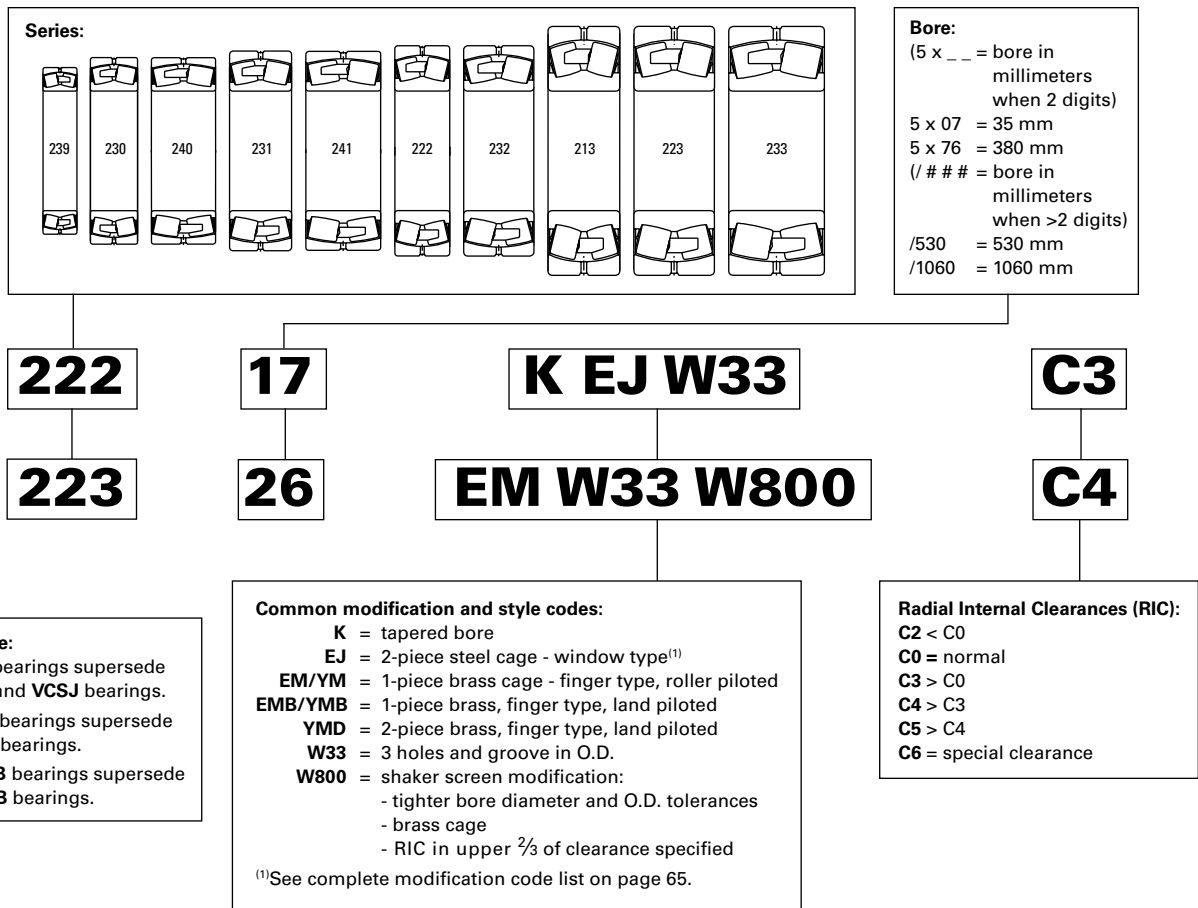 Series:
239 230 240 231 241 222 232 213 223 233
Bore:
(5 x _ _ = bore in
millimeters
when 2 digits)
5 x 07 = 35 mm
5 x 76 = 380 mm
(/ # # # = bore in
millimeters
when >2 digits)
/530 = 530 mm
/1060 = 1060 mm
222 17 K EJ W33 C3
223 26 EM W33 W800 C4
bearings supersede
and VCSJ bearings.
bearings supersede
bearings.
bearings supersede
bearings.
Common modification and style codes:
K = tapered bore
EJ = 2-piece steel cage - window type(1)
EM/YM = 1-piece brass cage - finger type, roller piloted
EMB/YMB = 1-piece brass, finger type, land piloted
YMD = 2-piece brass, finger type, land piloted
W33 = 3 holes and groove in O.D.
W800 = shaker screen modification:
- tighter bore diameter and O.D. tolerances
- brass cage
- RIC in upper ⅔ of clearance specified
(1)See complete modification code list on page 65.
Radial Internal Clearances (RIC):
C2 < C0
C0 = normal
C3 > C0
C4 > C3
C5 > C4
C6 = special clearance